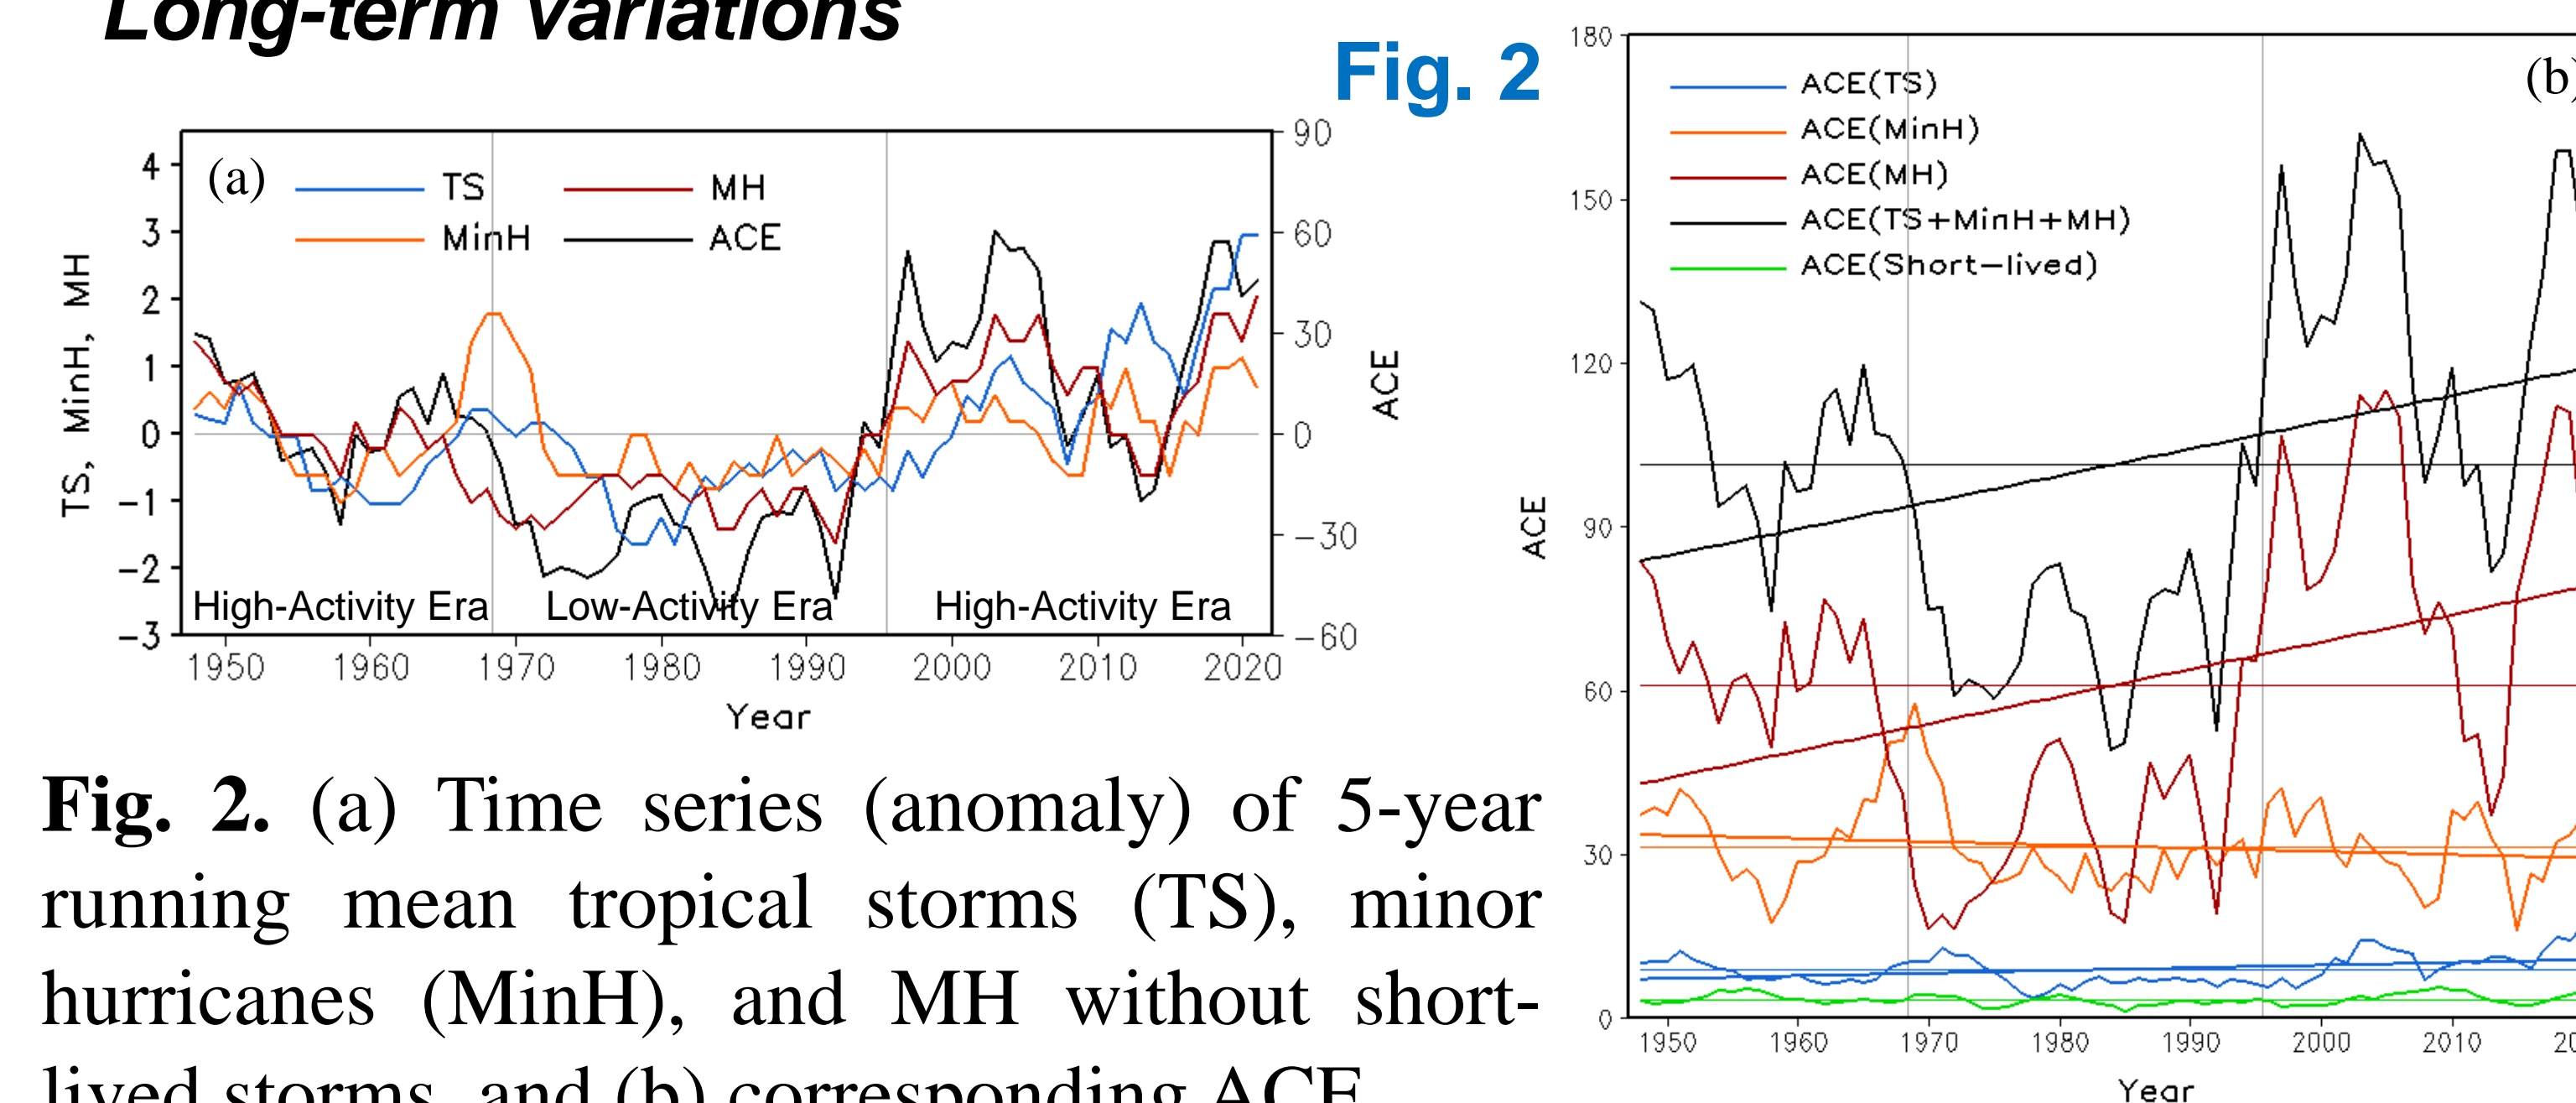 Long-term variations
Fig. 2
(a)
TS
MinH
MH
ACE
TS, MinH, MH
4
3
2
1
0
−1
−2
−3
90
60
30
0
−30
−60
ACE
High-Activity Era
Low-Activity Era
High-Activity Era
1950 1960 1970 1980 1990 2000 2010 2020
Year
Fig. 2. (a) Time series (anomaly) of 5-year
running mean tropical storms (TS), minor
hurricanes (MinH), and MH without short-
lived storms, and (b) corresponding ACE
(b)
ACE(TS)
ACE(MinH)
ACE(MH)
ACE(TS+MinH+MH)
ACE(Short−lived)
ACE
180
150
120
90
60
30
0
1950 1960 1970 1980 1990 2000 2010 20
Year